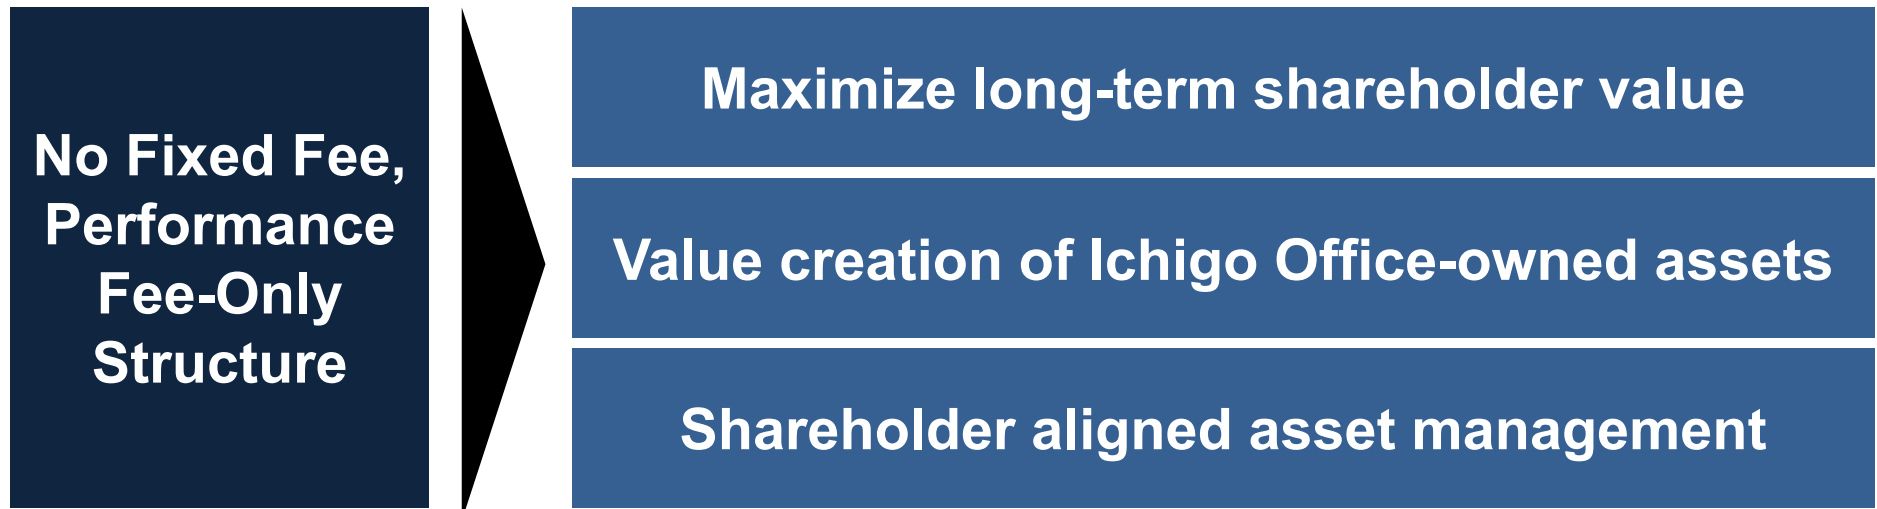 No Fixed Fee,
Performance
Fee-Only
Structure
Maximize long-term shareholder value
Value creation of Ichigo Office-owned assets
Shareholder aligned asset management